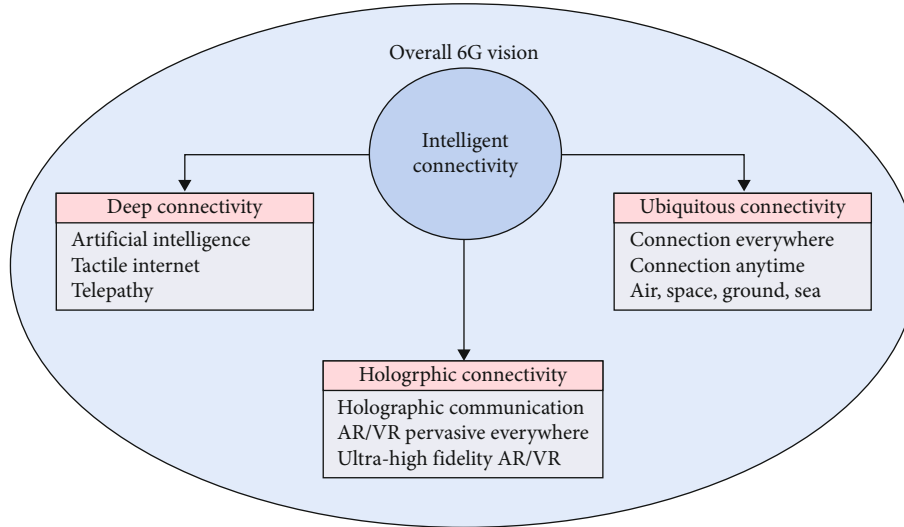 Overall 6G vision
Intelligent
connectivity
Deep connectivity
Artificial intelligence
Tactile internet
Telepathy
Ubiquitous connectivity
Connection everywhere
Connection anytime
Air, space, ground, sea
Hologrphic connectivity
Holographic communication
AR/VR pervasive everywhere
Ultra-high fidelity AR/VR